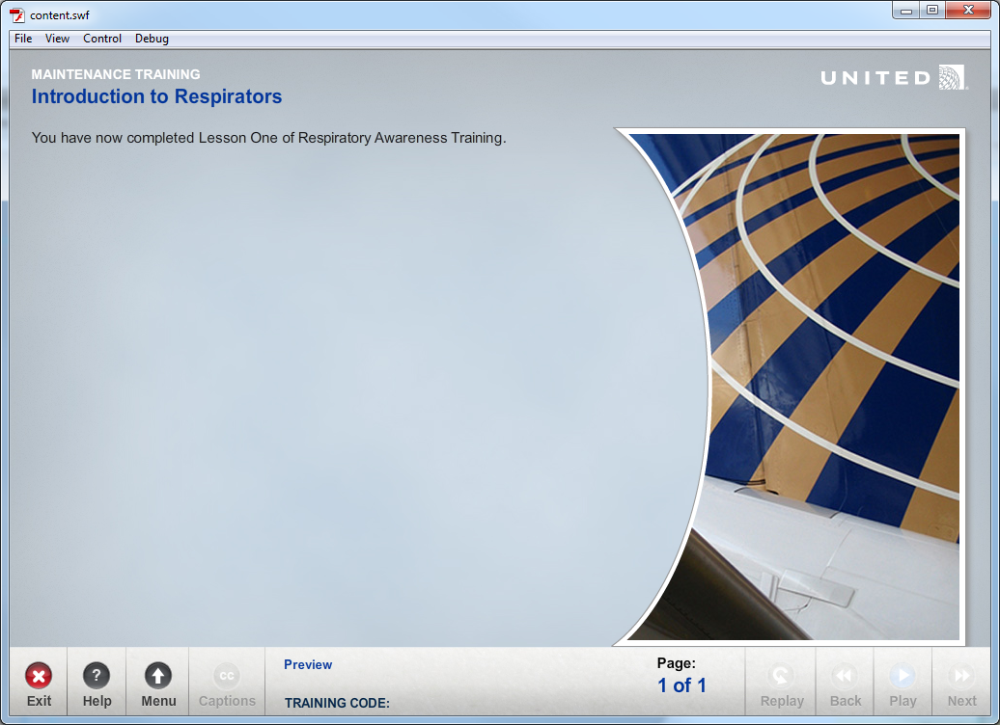 content.swf
File View Control Debug
MAINTENANCE TRAINING
Introduction to Respirators
UNITED
You have now completed Lesson One of Respiratory Awareness Training.
Preview
Page:
1 of 1
TRAINING CODE:
?
cc
Exit Help Menu Captions Replay Back Play Next